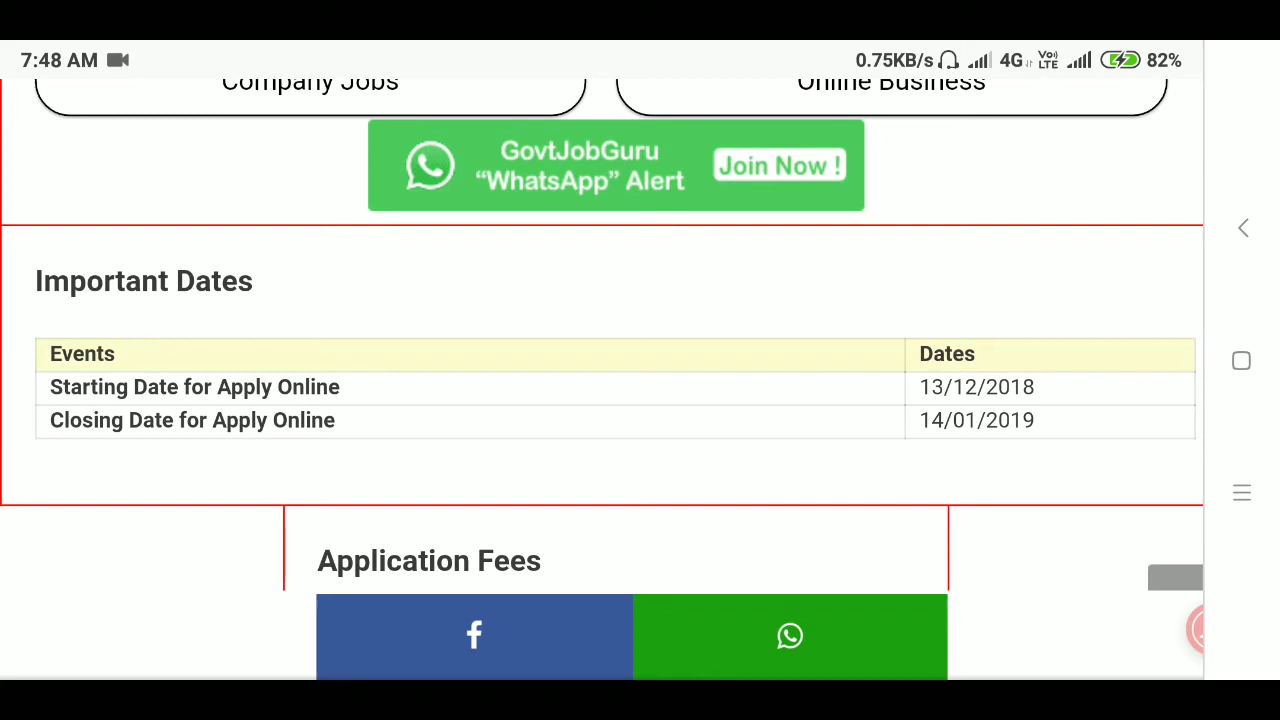 7:48 AM 0.75KB/s 4G Vo) LTE 82%
Company Jobs Online Business
GovtJobGuru
“WhatsApp” Alert
Join Now !
Important Dates
Events Dates
Starting Date for Apply Online 13/12/2018
Closing Date for Apply Online 14/01/2019
Application Fees